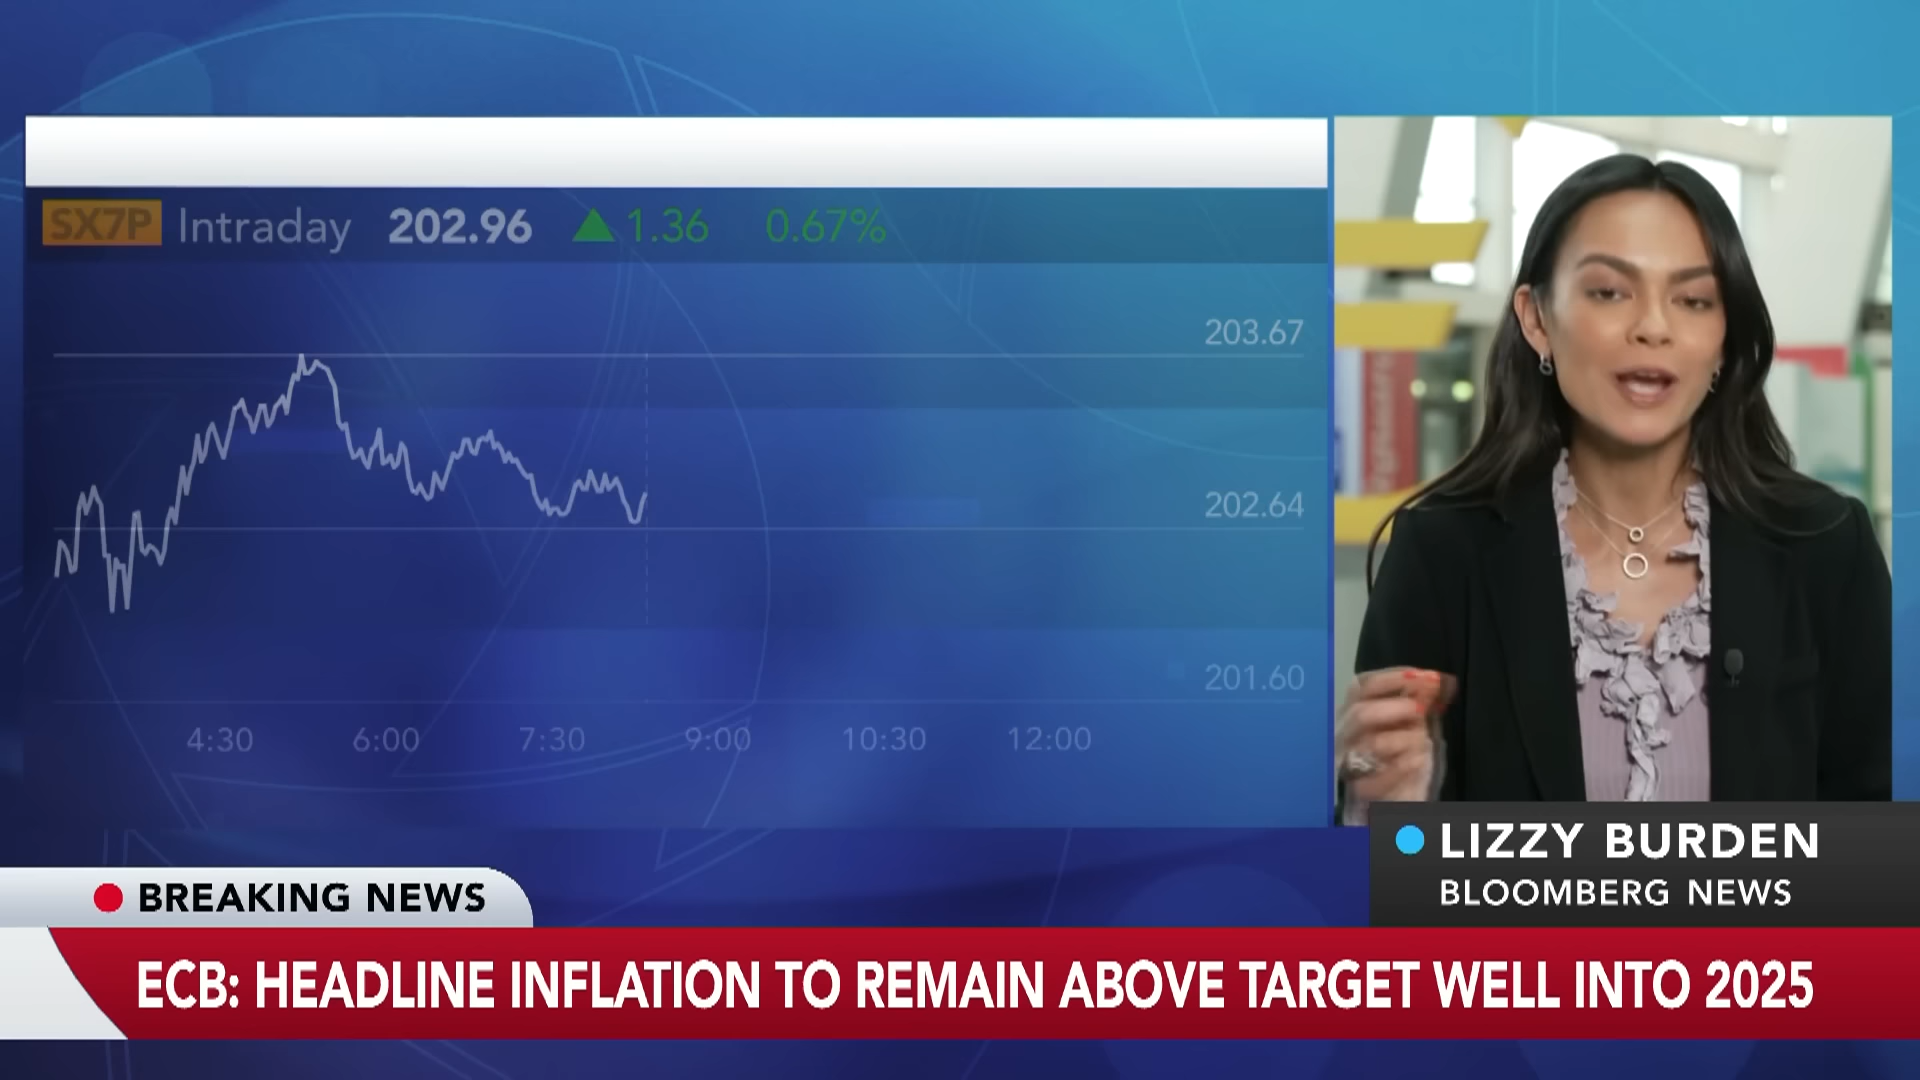 SX7P Intraday 202.96 ▲ 1.36 0.67%
203.67
202.64
201.60
4:30 6:00 7:30 9:00 10:30 12:00
LIZZY BURDEN
BLOOMBERG NEWS
BREAKING NEWS
ECB: HEADLINE INFLATION TO REMAIN ABOVE TARGET WELL INTO 2025